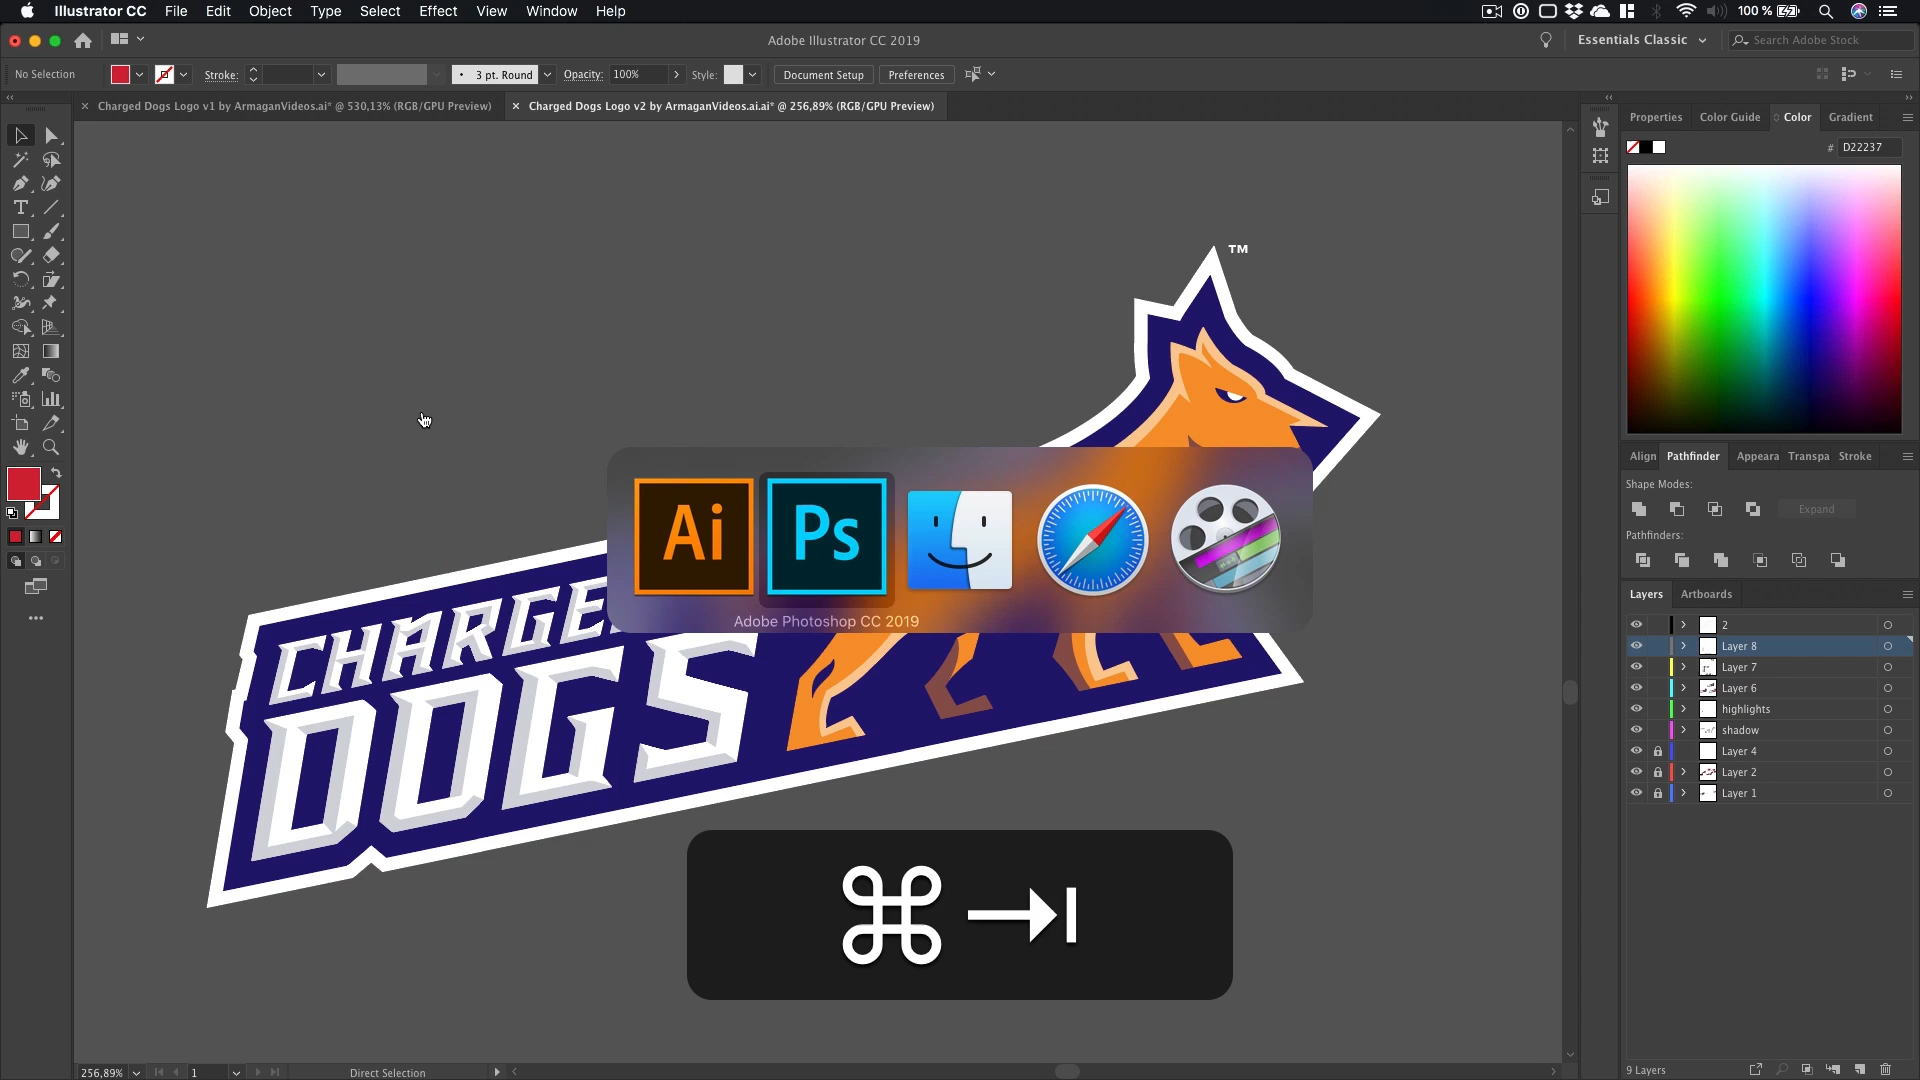 Illustrator CC File Edit Object Type Select Effect View Window Help
100 %
Adobe Illustrator CC 2019
Essentials Classic
Search Adobe Stock
No Selection
Stroke:
3 pt. Round
Opacity: 100%
Style:
Document Setup
Preferences
Charged Dogs Logo v1 by ArmaganVideos.ai* @ 530,13% (RGB/GPU Preview)
Charged Dogs Logo v2 by ArmaganVideos.ai.ai* @ 256,89% (RGB/GPU Preview)
Properties Color Guide Color Gradient
# D22237
TM
CHARGE
DOGS
Ai
Ps
Adobe Photoshop CC 2019
⌘ ⇥
Align Pathfinder Appeara Transpa Stroke
Shape Modes:
Expand
Pathfinders:
Layers Artboards
2
Layer 8
Layer 7
Layer 6
highlights
shadow
Layer 4
Layer 2
Layer 1
9 Layers
256,89%
1
Direct Selection